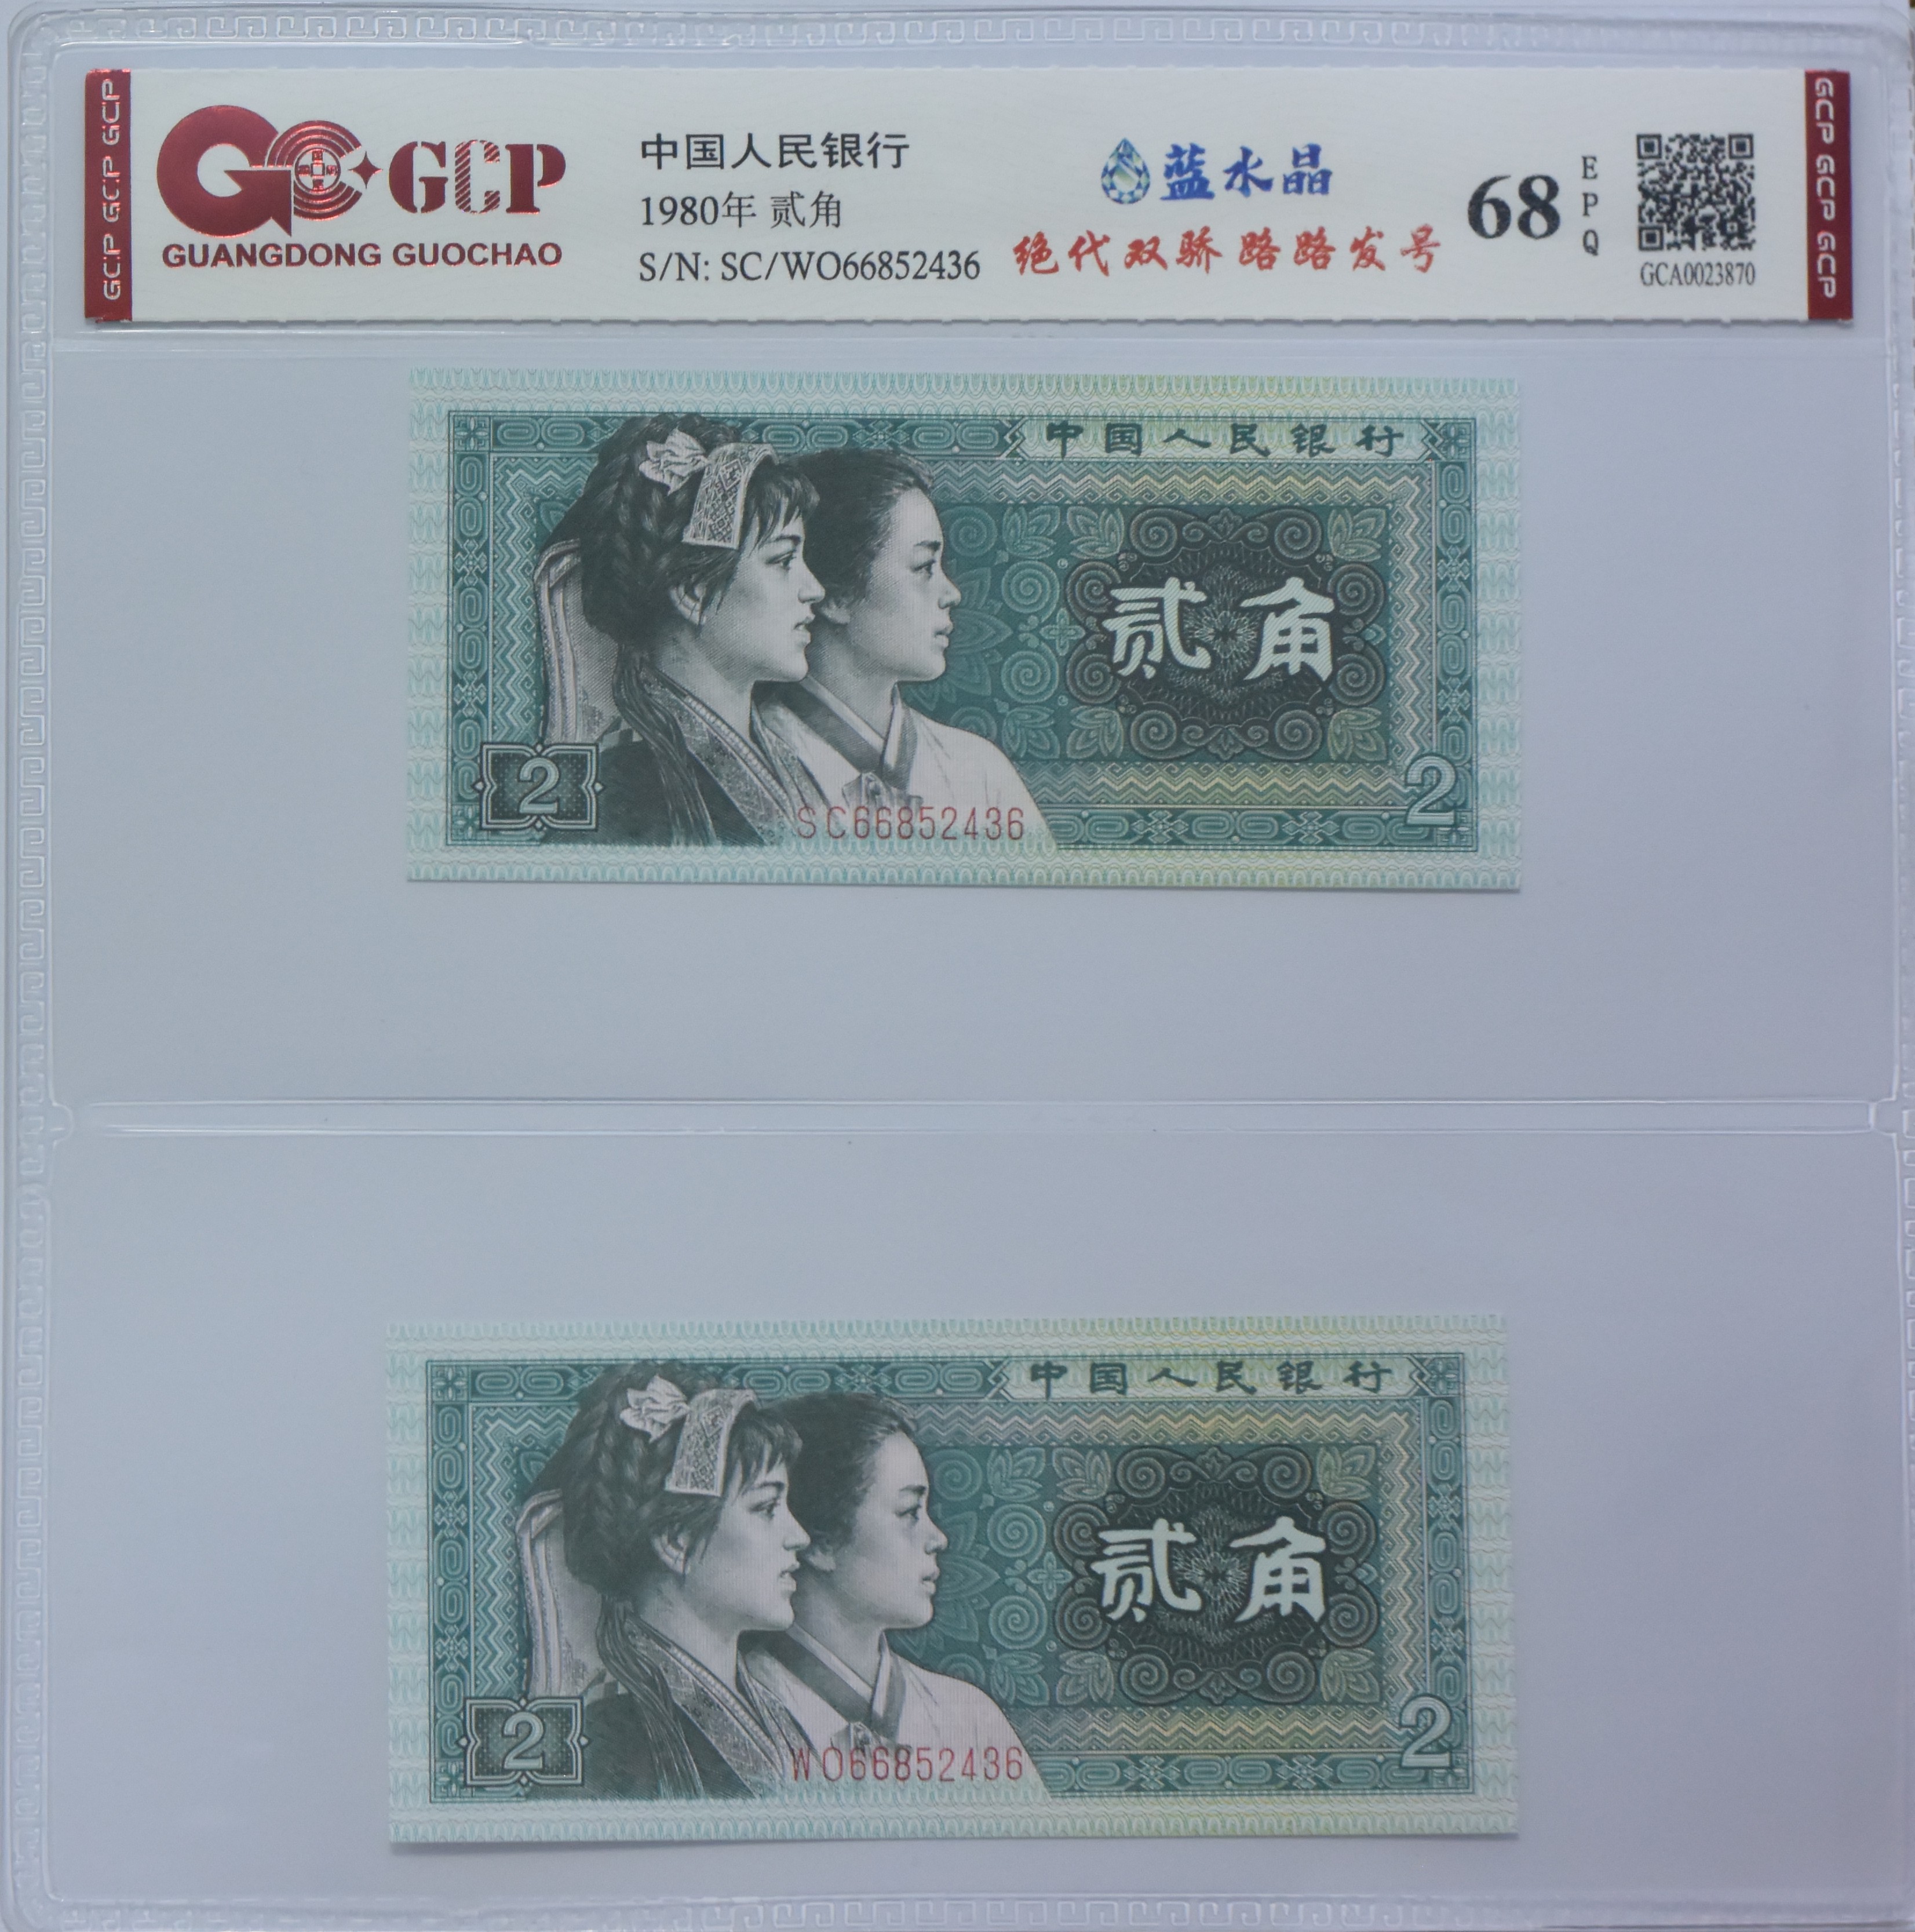 GCP GCP GCP
GCP
GUANGDONG GUOCHAO
中国人民银行
1980年 贰角
S/N: SC/WO66852436
蓝水晶
绝代双骄 路路发号
68
EPQ
GCA0023870
GCP GCP GCP
中国人民银行
贰角
2
SC66852436
2
中国人民银行
贰角
2
WO66852436
2